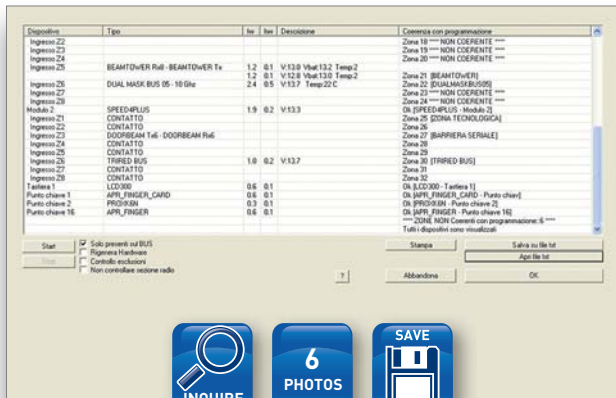 Dispositivo Tipo Iw Ivv Descrizione Coerenza con programmazione
Ingresso Z2 Zona 18 **** NON COERENTE ****
Ingresso Z3 Zona 19 **** NON COERENTE ****
Ingresso Z4 Zona 20 **** NON COERENTE ****
Ingresso Z5 BEAMTOWER Rx8 - BEAMTOWER Tx 1.2 0.1 V:13.0 Vbat:13.2 Temp:2
1.2 0.1 V:12.8 Vbat:13.0 Temp:2 Zona 21 [BEAMTOWER]
Ingresso Z6 DUAL MASK BUS 05 - 10 Ghz 2.4 0.5 V:13.7 Temp:22 C Zona 22 [DUALMASKBUS05]
Ingresso Z7 Zona 23 **** NON COERENTE ****
Ingresso Z8 Zona 24 **** NON COERENTE ****
Modulo 2 SPEED4PLUS 1.9 0.2 V:13.3 Ok [SPEED4PLUS - Modulo 2]
Ingresso Z1 CONTATTO Zona 25 [ZONA TECNOLOGICA]
Ingresso Z2 CONTATTO Zona 26
Ingresso Z3 DOORBEAM Tx6 - DOORBEAM Rx6 Zona 27 [BARRIERA SERIALE]
Ingresso Z4 CONTATTO Zona 28
Ingresso Z5 CONTATTO Zona 29
Ingresso Z6 TRIRED BUS 1.0 0.2 V:13.7 Zona 30 [TRIRED BUS]
Ingresso Z7 CONTATTO Zona 31
Ingresso Z8 CONTATTO Zona 32
Tastiera 1 LCD300 0.6 0.1 Ok [LCD300 - Tastiera 1]
Punto chiave 1 APR_FINGER_CARD 0.6 0.1 Ok [APR_FINGER_CARD - Punto chiav]
Punto chiave 2 PROXI6N 0.3 0.1 Ok [PROXI6N - Punto chiave 2]
Punto chiave 16 APR_FINGER 0.6 0.1 Ok [APR_FINGER - Punto chiave 16]
**** ZONE NON Coerenti con programmazione::6 ****
Tutti i dispositivi sono visualizzati
Start Solo presenti sul BUS Stampa Salva su file txt
Stop Rigenera Hardware Apri file txt
Controllo esclusioni
Non controllare sezione radio ? Abbandona OK
INQUIRE
6
PHOTOS
SAVE